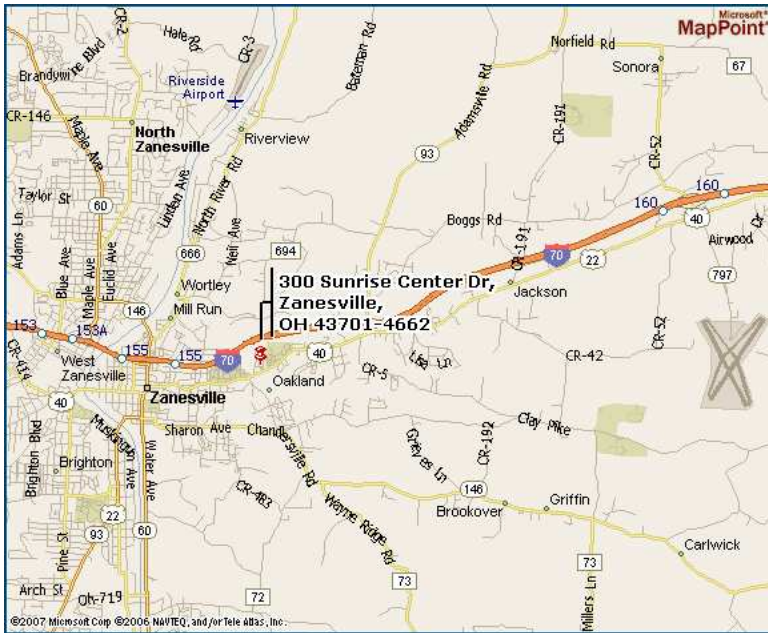 Microsoft®
MapPoint®
Hale Rd
CR-3
CR-2
Bateman Rd
Norfield Rd
Sonora
67
Riverside
Airport
CR-146
North
Zanesville
Riverview
Adamsville Rd
CR-191
CR-52
Maple Ave
93
Linden Ave
North River Rd
Taylor St
60
160
160
Adams Ln
Boggs Rd
40
Blue Ave
Maple Ave
Euclid Ave
Neil Ave
694
CR-191
70
22
Airwood Dr
666
Wortley
300 Sunrise Center Dr,
Zanesville,
OH 43701-4662
Jackson
797
146
Mill Run
153
153A
155
155
70
40
Lisa Ln
CR-52
CR-42
West
Zanesville
CR-414
CR-5
Oakland
Zanesville
40
Muskingum Ave
Water Ave
Sharon Ave
Chandlersville Rd
Clay Pike
Brighton Blvd
Greyes Ln
CR-192
Brighton
CR-483
146
Brookover
Griffin
22
60
93
Wayne Ridge Rd
Carlwick
Pine St
73
73
Millers Ln
Arch St
Oh-719
72
©2007 Microsoft Corp ©2006 NAVTEQ, and/or Tele Atlas, Inc.